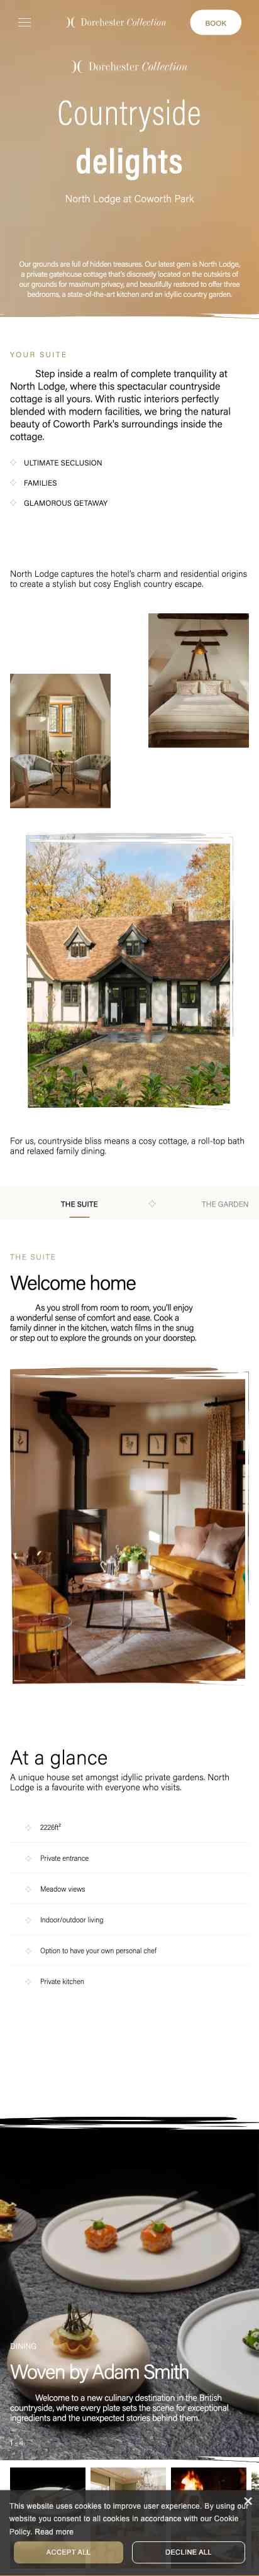 Dorchester Collection
BOOK
Dorchester Collection
Countryside
delights
North Lodge at Coworth Park
Our grounds are full of hidden treasures. Our latest gem is North Lodge,
a private gatehouse cottage that's discreetly located on the outskirts of
our grounds for maximum privacy, and beautifully restored to offer three
bedrooms, a state-of-the-art kitchen and an idyllic country garden.
YOUR SUITE
Step inside a realm of complete tranquility at
North Lodge, where this spectacular countryside
cottage is all yours. With rustic interiors perfectly
blended with modern facilities, we bring the natural
beauty of Coworth Park's surroundings inside the
cottage.
ULTIMATE SECLUSION
FAMILIES
GLAMOROUS GETAWAY
North Lodge captures the hotel's charm and residential origins
to create a stylish but cosy English country escape.
For us, countryside bliss means a cosy cottage, a roll-top bath
and relaxed family dining.
THE SUITE
THE GARDEN
THE SUITE
Welcome home
As you stroll from room to room, you'll enjoy
a wonderful sense of comfort and ease. Cook a
family dinner in the kitchen, watch films in the snug
or step out to explore the grounds on your doorstep.
At a glance
A unique house set amongst idyllic private gardens. North
Lodge is a favourite with everyone who visits.
2226ft²
Private entrance
Meadow views
Indoor/outdoor living
Option to have your own personal chef
Private kitchen
DINING
Woven by Adam Smith
Welcome to a new culinary destination in the British
countryside, where every plate sets the scene for exceptional
ingredients and the unexpected stories behind them.
This website uses cookies to improve user experience. By using our
website you consent to all cookies in accordance with our Cookie
Policy. Read more
ACCEPT ALL
DECLINE ALL